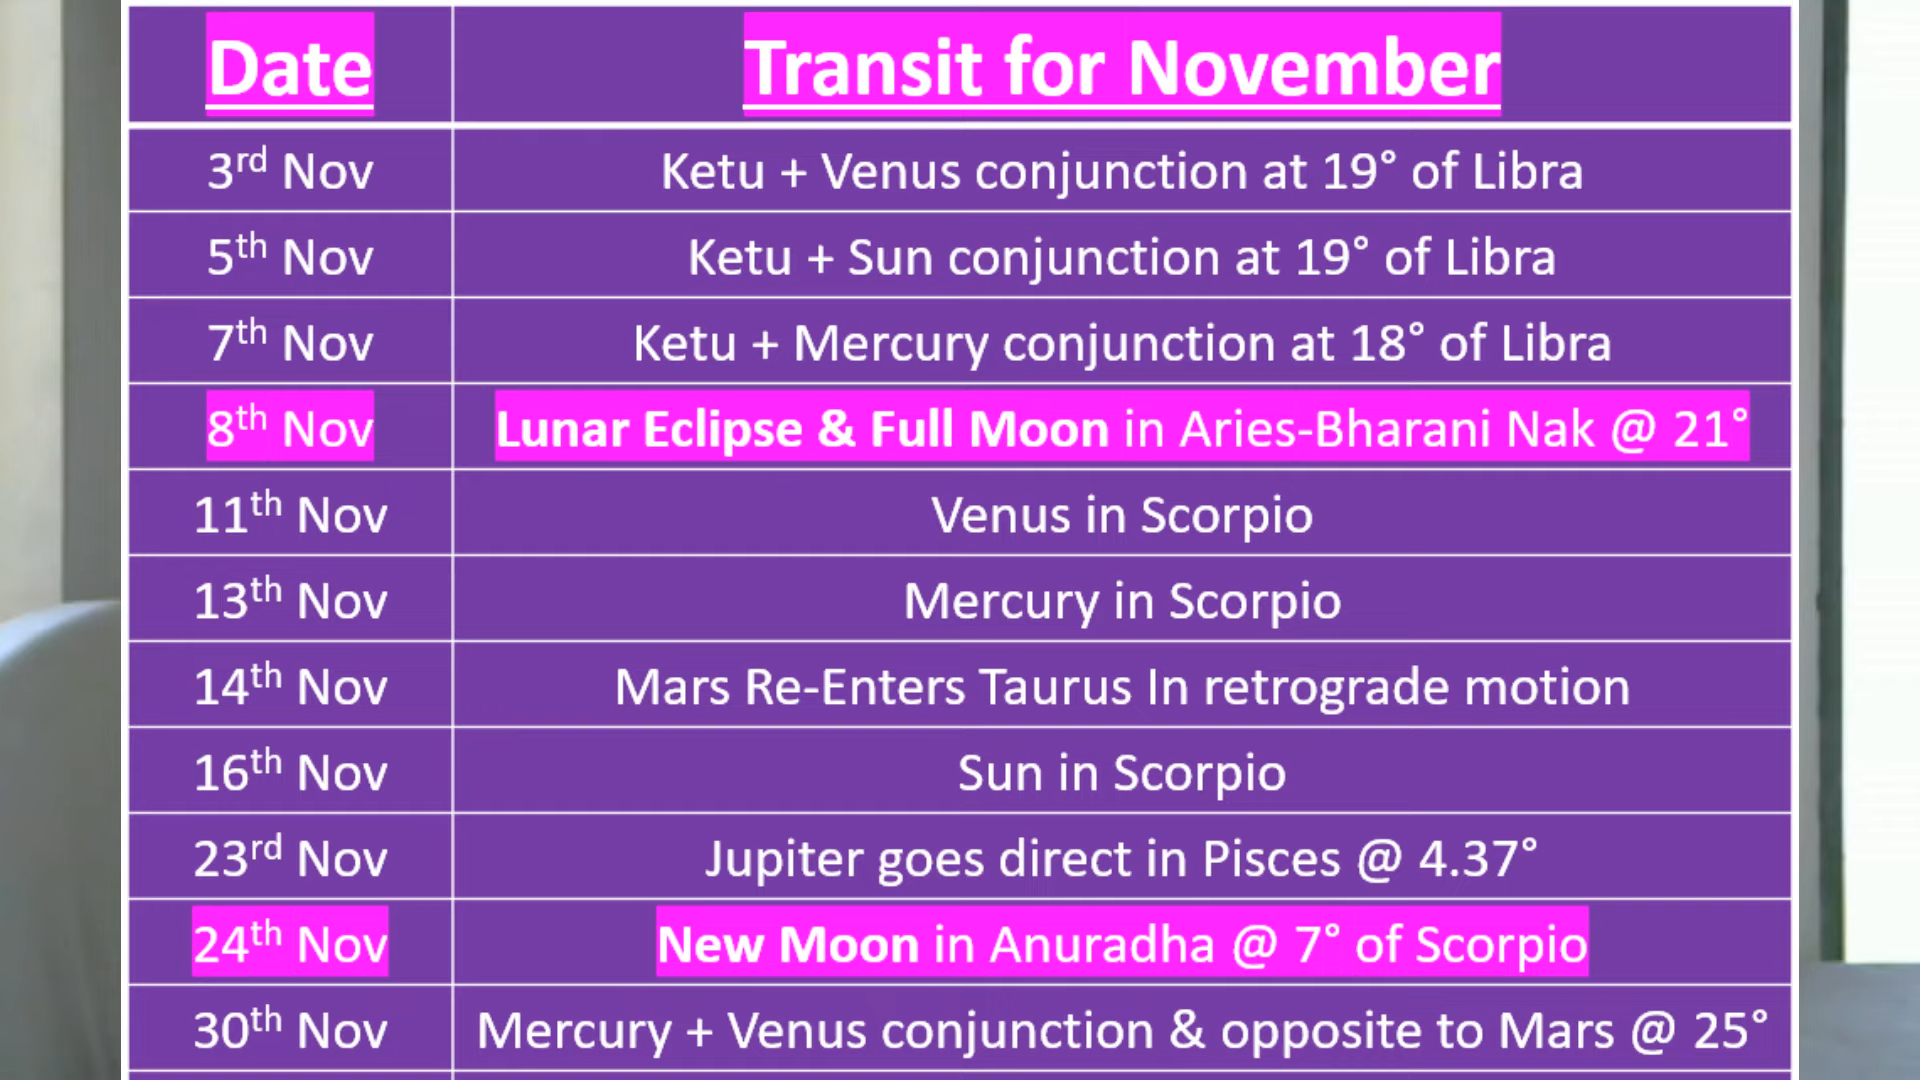 Date Transit for November
3rd Nov Ketu + Venus conjunction at 19° of Libra
5th Nov Ketu + Sun conjunction at 19° of Libra
7th Nov Ketu + Mercury conjunction at 18° of Libra
8th Nov Lunar Eclipse & Full Moon in Aries-Bharani Nak @ 21°
11th Nov Venus in Scorpio
13th Nov Mercury in Scorpio
14th Nov Mars Re-Enters Taurus In retrograde motion
16th Nov Sun in Scorpio
23rd Nov Jupiter goes direct in Pisces @ 4.37°
24th Nov New Moon in Anuradha @ 7° of Scorpio
30th Nov Mercury + Venus conjunction & opposite to Mars @ 25°